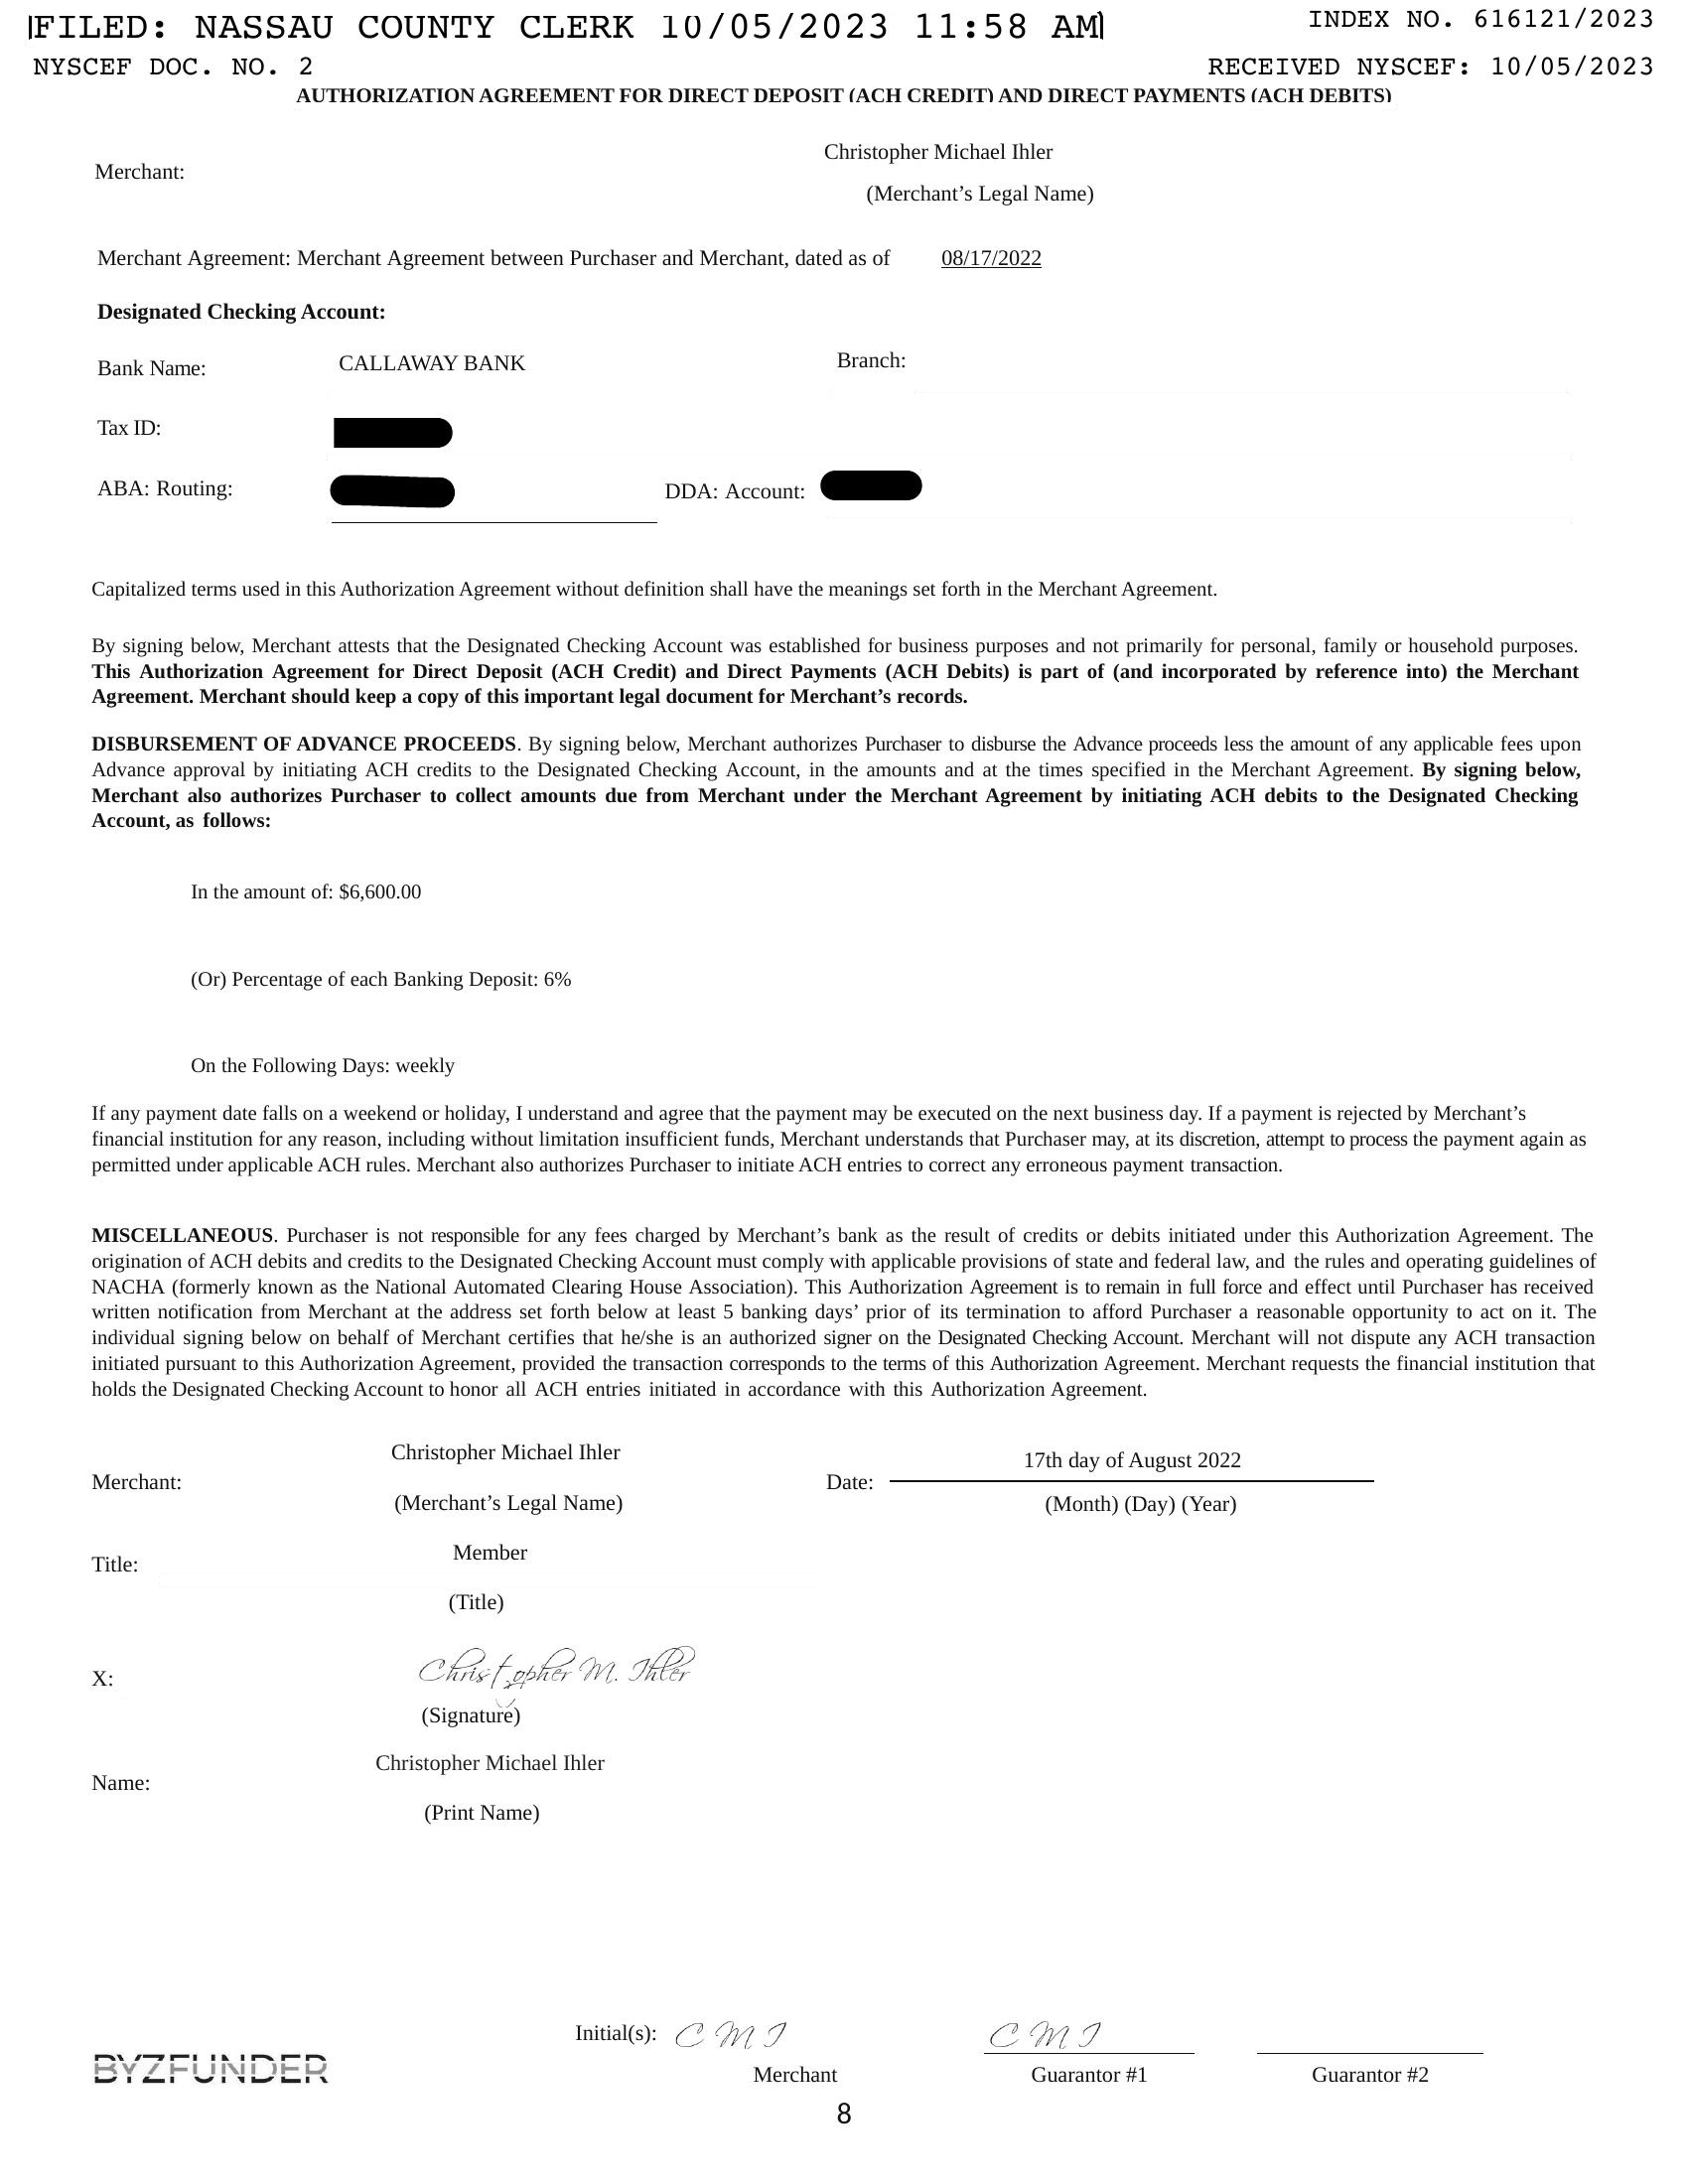 FILED: NASSAU COUNTY CLERK 10/05/2023 11:58 AM
INDEX NO. 616121/2023
NYSCEF DOC. NO. 2
RECEIVED NYSCEF: 10/05/2023
AUTHORIZATION AGREEMENT FOR DIRECT DEPOSIT (ACH CREDIT) AND DIRECT PAYMENTS (ACH DEBITS)
Christopher Michael Ihler
Merchant:
(Merchant’s Legal Name)
Merchant Agreement: Merchant Agreement between Purchaser and Merchant, dated as of 08/17/2022
Designated Checking Account:
Bank Name: CALLAWAY BANK Branch:
Tax ID:
ABA: Routing: DDA: Account:
Capitalized terms used in this Authorization Agreement without definition shall have the meanings set forth in the Merchant Agreement.
By signing below, Merchant attests that the Designated Checking Account was established for business purposes and not primarily for personal, family or household purposes.
This Authorization Agreement for Direct Deposit (ACH Credit) and Direct Payments (ACH Debits) is part of (and incorporated by reference into) the Merchant
Agreement. Merchant should keep a copy of this important legal document for Merchant’s records.
DISBURSEMENT OF ADVANCE PROCEEDS. By signing below, Merchant authorizes Purchaser to disburse the Advance proceeds less the amount of any applicable fees upon
Advance approval by initiating ACH credits to the Designated Checking Account, in the amounts and at the times specified in the Merchant Agreement. By signing below,
Merchant also authorizes Purchaser to collect amounts due from Merchant under the Merchant Agreement by initiating ACH debits to the Designated Checking
Account, as follows:
In the amount of: $6,600.00
(Or) Percentage of each Banking Deposit: 6%
On the Following Days: weekly
If any payment date falls on a weekend or holiday, I understand and agree that the payment may be executed on the next business day. If a payment is rejected by Merchant’s
financial institution for any reason, including without limitation insufficient funds, Merchant understands that Purchaser may, at its discretion, attempt to process the payment again as
permitted under applicable ACH rules. Merchant also authorizes Purchaser to initiate ACH entries to correct any erroneous payment transaction.
MISCELLANEOUS. Purchaser is not responsible for any fees charged by Merchant’s bank as the result of credits or debits initiated under this Authorization Agreement. The
origination of ACH debits and credits to the Designated Checking Account must comply with applicable provisions of state and federal law, and the rules and operating guidelines of
NACHA (formerly known as the National Automated Clearing House Association). This Authorization Agreement is to remain in full force and effect until Purchaser has received
written notification from Merchant at the address set forth below at least 5 banking days’ prior of its termination to afford Purchaser a reasonable opportunity to act on it. The
individual signing below on behalf of Merchant certifies that he/she is an authorized signer on the Designated Checking Account. Merchant will not dispute any ACH transaction
initiated pursuant to this Authorization Agreement, provided the transaction corresponds to the terms of this Authorization Agreement. Merchant requests the financial institution that
holds the Designated Checking Account to honor all ACH entries initiated in accordance with this Authorization Agreement.
Christopher Michael Ihler
17th day of August 2022
Merchant: Date:
(Merchant’s Legal Name) (Month) (Day) (Year)
Member
Title:
(Title)
Christopher M. Ihler
X:
(Signature)
Christopher Michael Ihler
Name:
(Print Name)
Initial(s): C M I C M I
BYZFUNDER
Merchant Guarantor #1 Guarantor #2
8